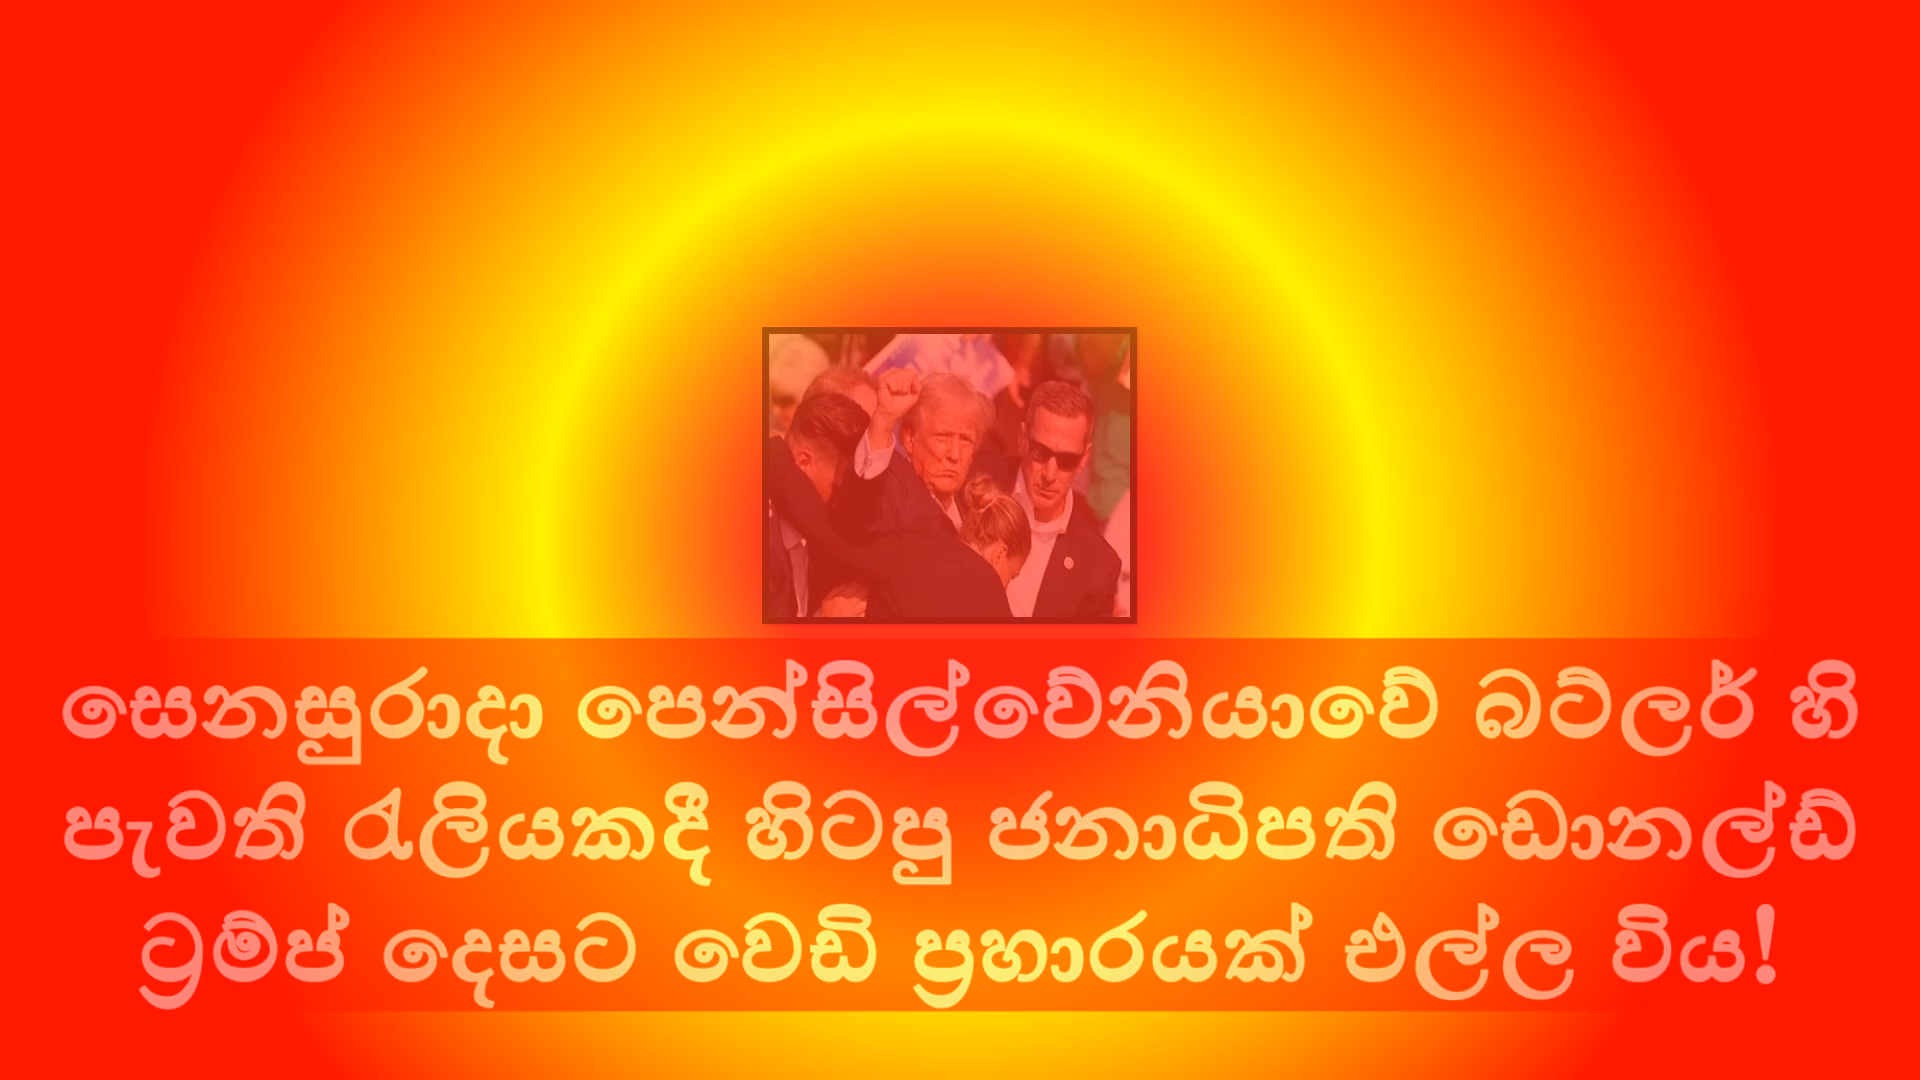 සෙනසුරාදා පෙන්සිල්වේනියාවේ බට්ලර් හි
පැවති රැලියකදී හිටපු ජනාධිපති ඩොනල්ඩ්
ට්‍රම්ප් දෙසට වෙඩි ප්‍රහාරයක් එල්ල විය!